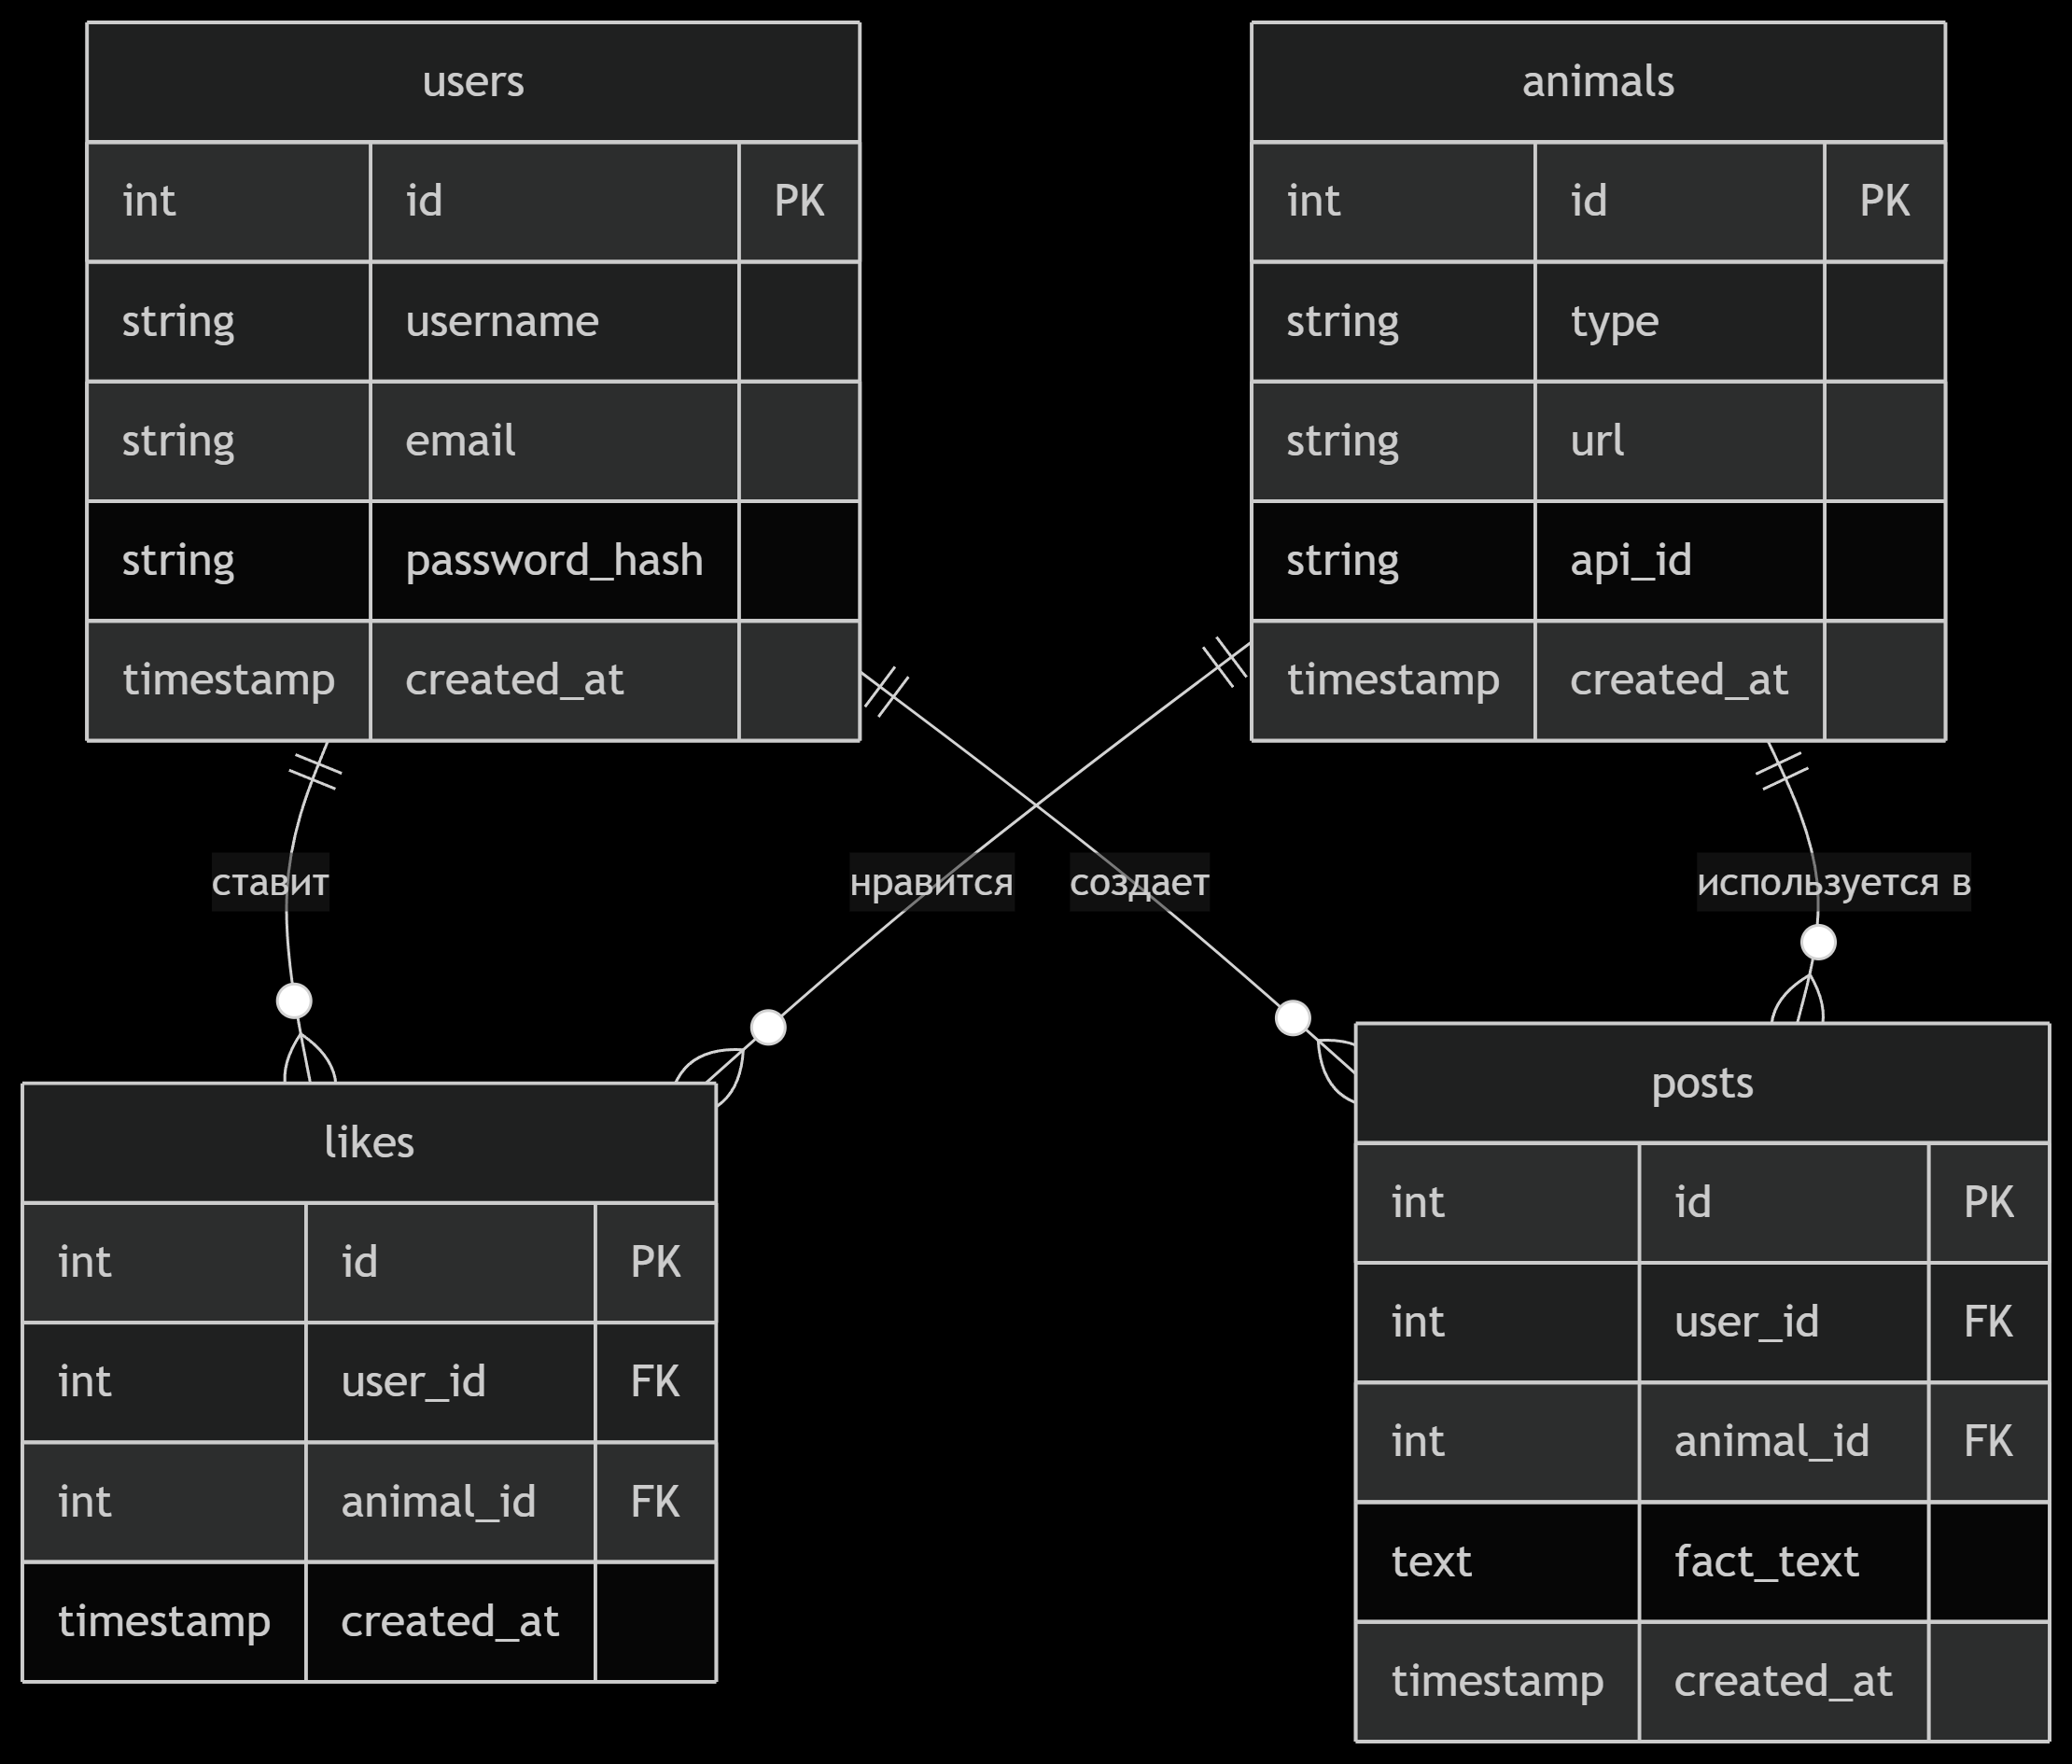 users
int id PK
string username
string email
string password_hash
timestamp created_at
animals
int id PK
string type
string url
string api_id
timestamp created_at
ставит
нравится
создает
используется в
likes
int id PK
int user_id FK
int animal_id FK
timestamp created_at
posts
int id PK
int user_id FK
int animal_id FK
text fact_text
timestamp created_at